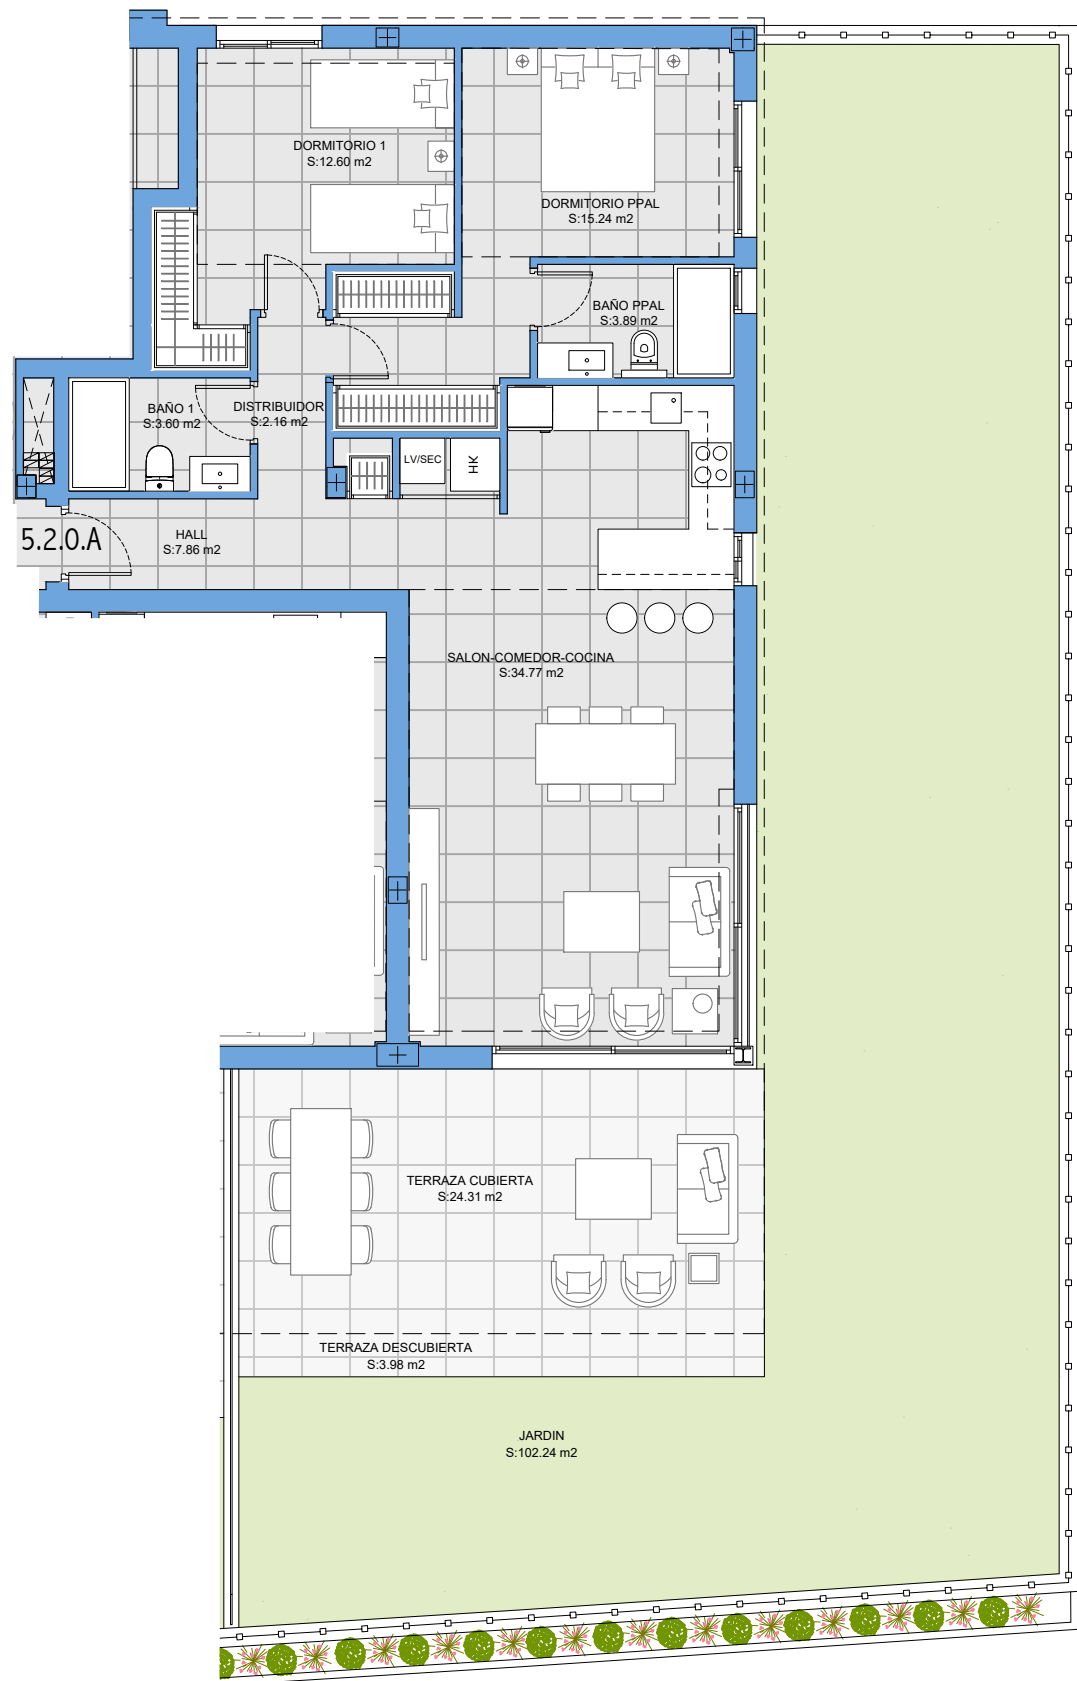 DORMITORIO 1
S:12.60 m2
DORMITORIO PPAL
S:15.24 m2
BAÑO PPAL
S:3.89 m2
BAÑO 1
S:3.60 m2
DISTRIBUIDOR
S:2.16 m2
LV/SEC
HK
5.2.0.A
HALL
S:7.86 m2
SALON-COMEDOR-COCINA
S:34.77 m2
TERRAZA CUBIERTA
S:24.31 m2
TERRAZA DESCUBIERTA
S:3.98 m2
JARDIN
S:102.24 m2